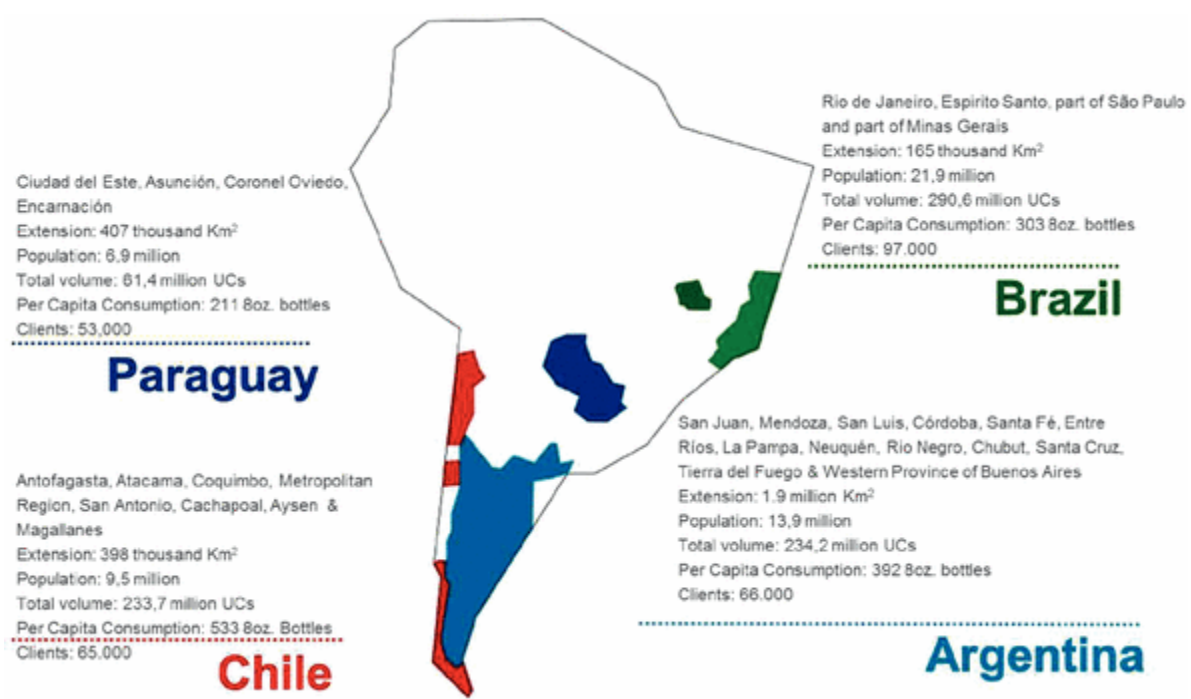 Rio de Janeiro, Espirito Santo, part of São Paulo
and part of Minas Gerais
Extension: 165 thousand Km²
Population: 21,9 million
Total volume: 290,6 million UCs
Per Capita Consumption: 303 8oz. bottles
Clients: 97.000
Brazil
Ciudad del Este, Asunción, Coronel Oviedo,
Encarnación
Extension: 407 thousand Km²
Population: 6,9 million
Total volume: 61,4 million UCs
Per Capita Consumption: 211 8oz. bottles
Clients: 53,000
Paraguay
San Juan, Mendoza, San Luis, Córdoba, Santa Fé, Entre
Ríos, La Pampa, Neuquén, Rio Negro, Chubut, Santa Cruz,
Tierra del Fuego & Western Province of Buenos Aires
Extension: 1.9 million Km²
Population: 13,9 million
Total volume: 234,2 million UCs
Per Capita Consumption: 392 8oz. bottles
Clients: 66.000
Argentina
Antofagasta, Atacama, Coquimbo, Metropolitan
Region, San Antonio, Cachapoal, Aysen &
Magallanes
Extension: 398 thousand Km²
Population: 9,5 million
Total volume: 233,7 million UCs
Per Capita Consumption: 533 8oz. Bottles
Clients: 65.000
Chile